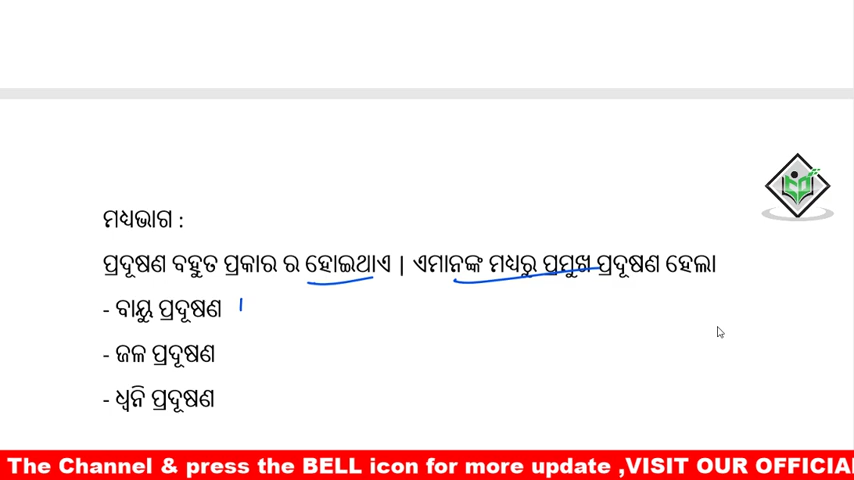 ମଧ୍ୟଭାଗ :
ପ୍ରଦୂଷଣ ବହୁତ ପ୍ରକାର ର ହୋଇଥାଏ | ଏମାନଙ୍କ ମଧ୍ୟରୁ ପ୍ରମୁଖ ପ୍ରଦୂଷଣ ହେଲା
- ବାୟୁ ପ୍ରଦୂଷଣ
- ଜଳ ପ୍ରଦୂଷଣ
- ଧ୍ୱନି ପ୍ରଦୂଷଣ
The Channel & press the BELL icon for more update ,VISIT OUR OFFICIA